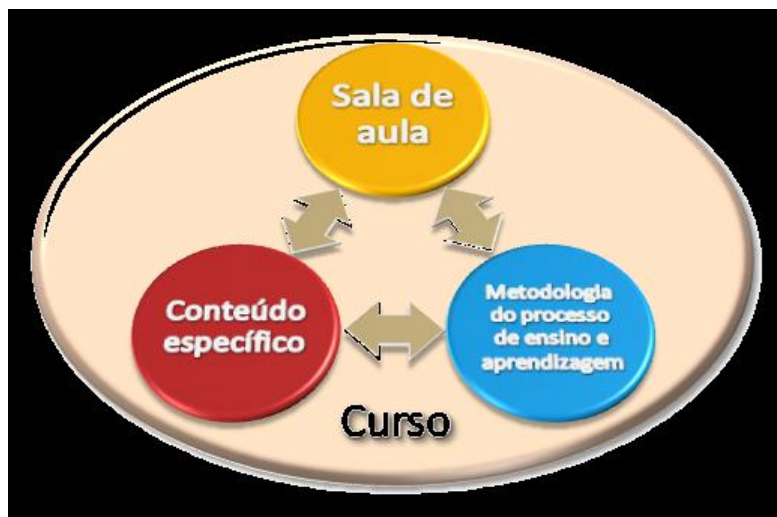 Sala de
aula
Conteúdo
específico
Metodologia
do processo
de ensino e
aprendizagem
Curso